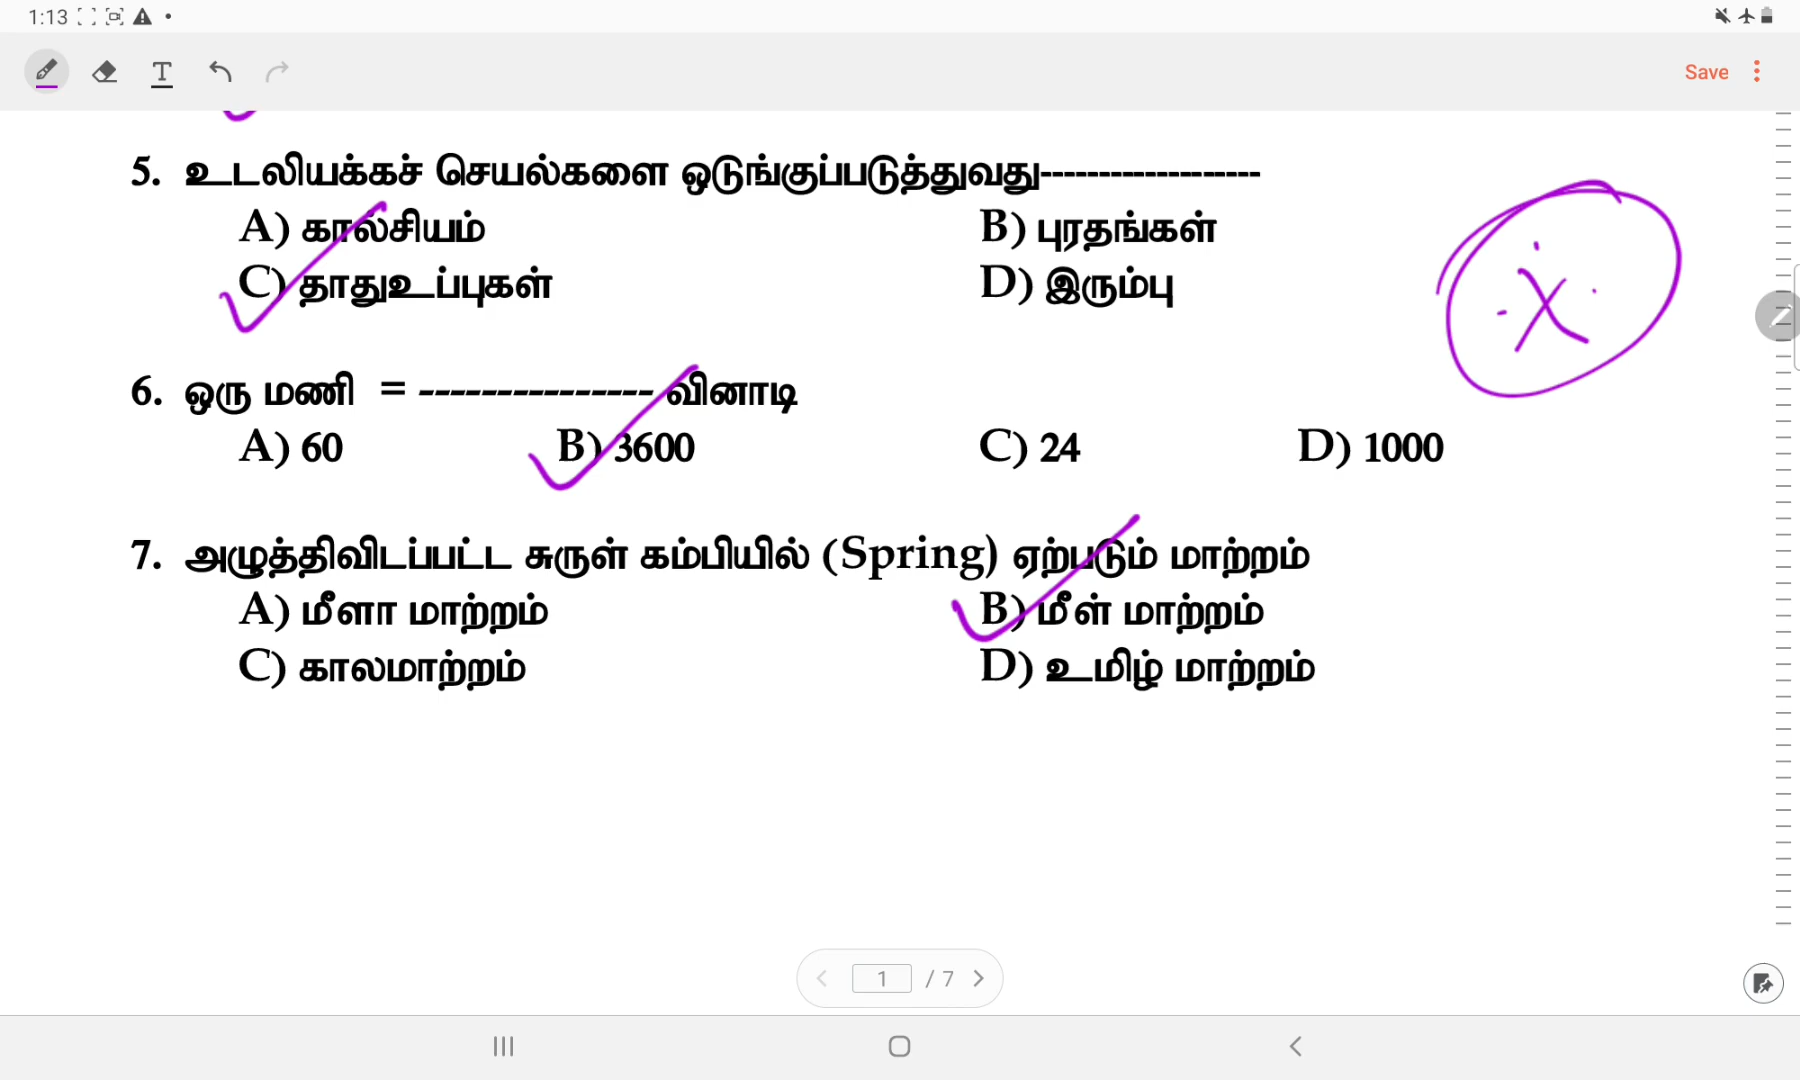 1:13
Save
5. உடலியக்கச் செயல்களை ஒடுங்குப்படுத்துவது-------------------
A) கால்சியம் B) புரதங்கள்
C) தாதுஉப்புகள் D) இரும்பு
X
6. ஒரு மணி = --------------- வினாடி
A) 60 B) 3600 C) 24 D) 1000
7. அழுத்திவிடப்பட்ட சுருள் கம்பியில் (Spring) ஏற்படும் மாற்றம்
A) மீளா மாற்றம் B) மீள் மாற்றம்
C) காலமாற்றம் D) உமிழ் மாற்றம்
1 / 7